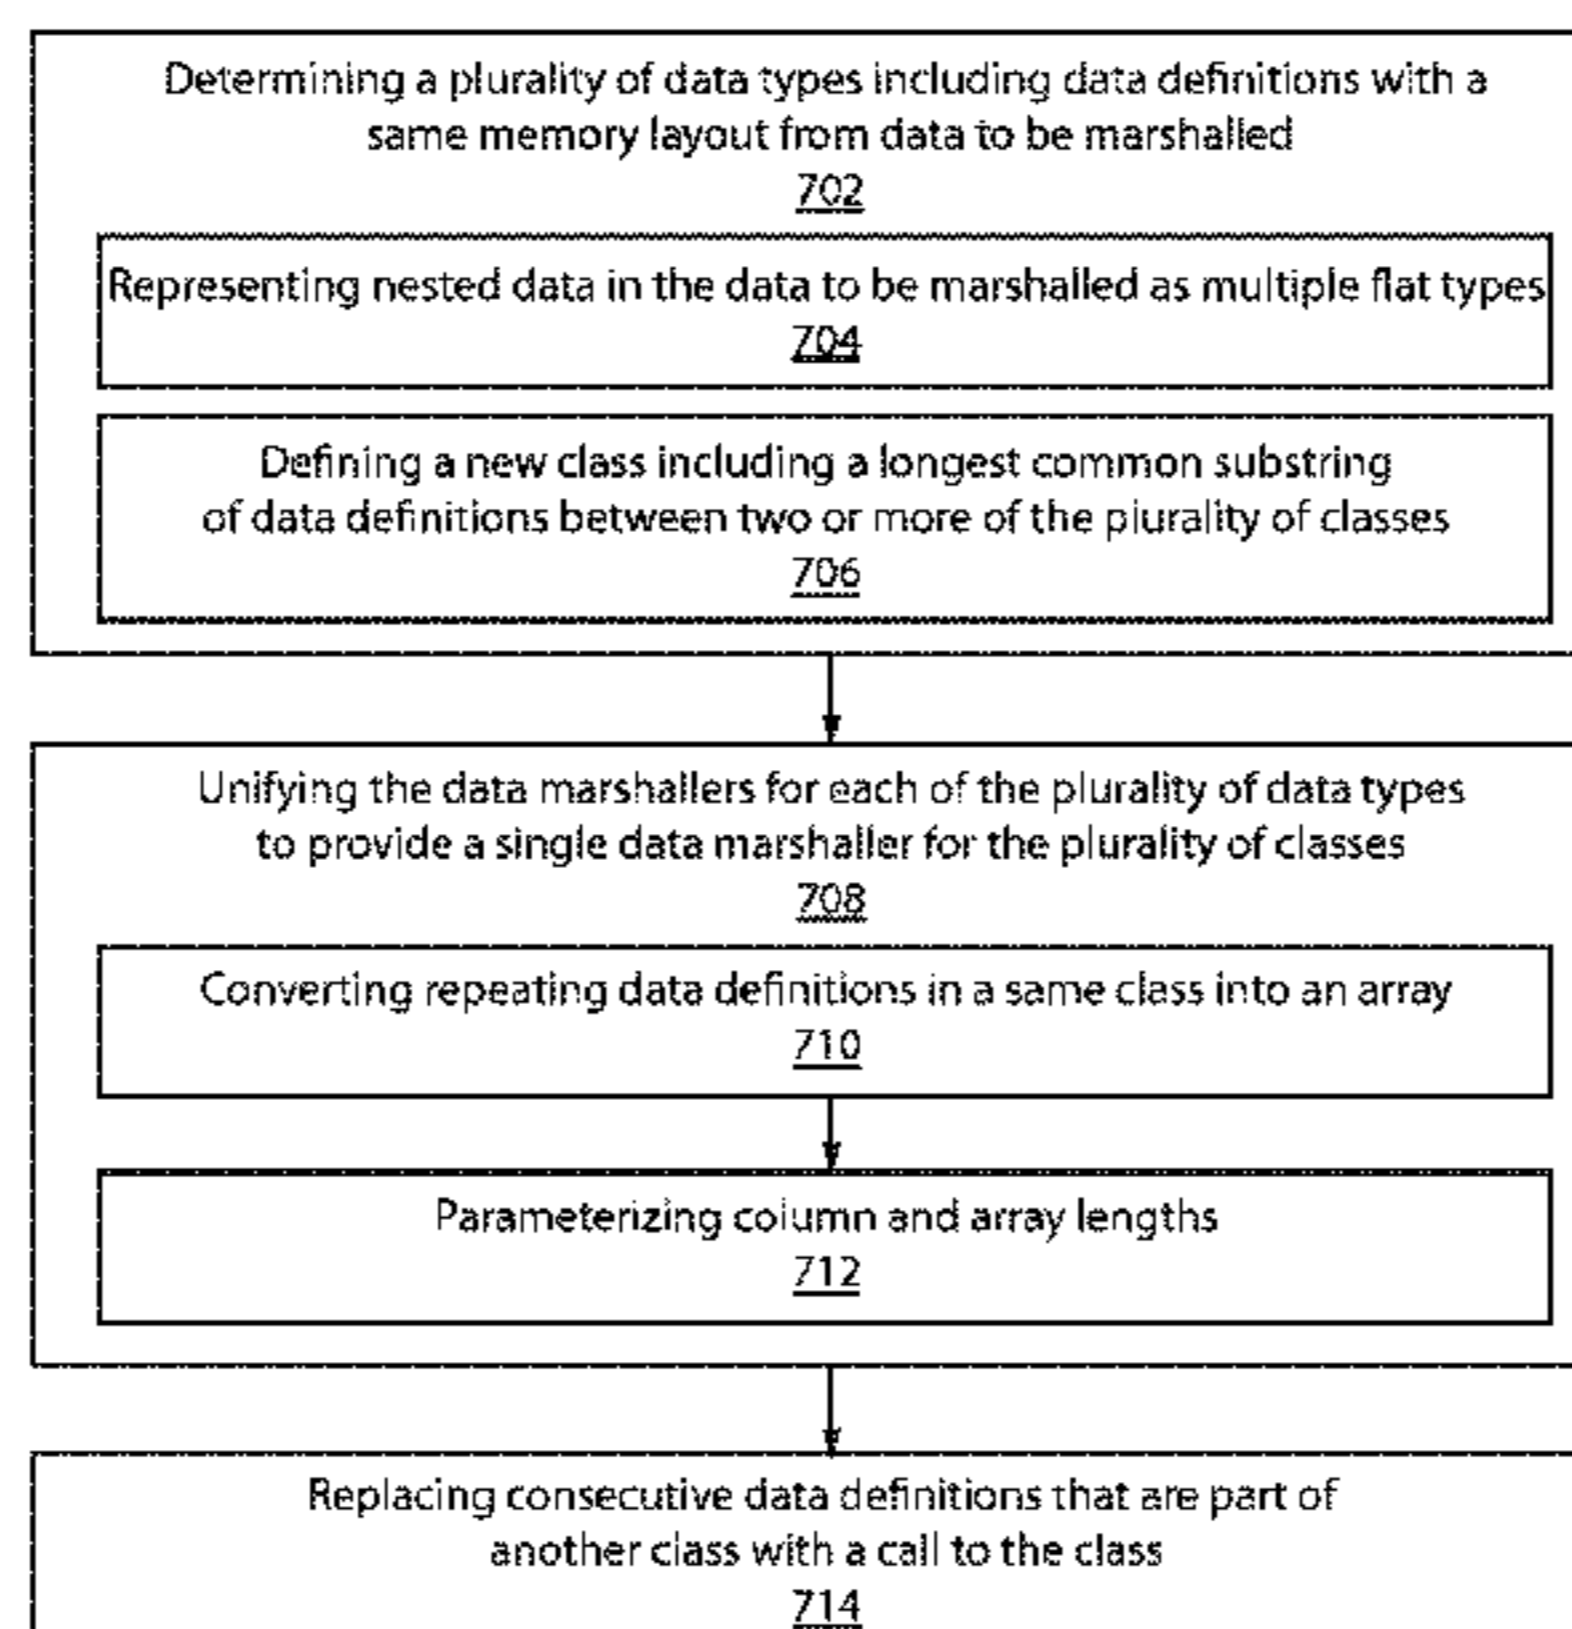 Determining a plurality of data types including data definitions with a
same memory layout from data to be marshalled
702
Representing nested data in the data to be marshalled as multiple flat types
704
Defining a new class including a longest common substring
of data definitions between two or more of the plurality of classes
706
Unifying the data marshallers for each of the plurality of data types
to provide a single data marshaller for the plurality of classes
708
Converting repeating data definitions in a same class into an array
710
Parameterizing column and array lengths
712
Replacing consecutive data definitions that are part of
another class with a call to the class
714